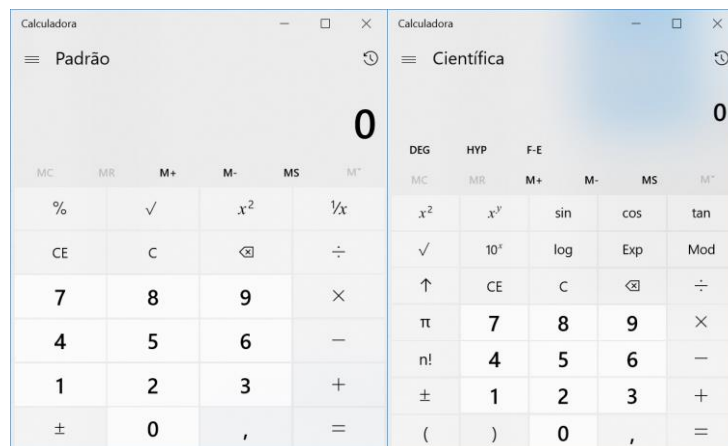 Calculadora
Padrão
0
MC MR M+ M- MS M˅
% √ x² ¹/x
CE C ⌫ ÷
7 8 9 ×
4 5 6 −
1 2 3 +
± 0 , =
Calculadora
Científica
0
DEG HYP F-E
MC MR M+ M- MS M˅
x² xʸ sin cos tan
√ 10ˣ log Exp Mod
↑ CE C ⌫ ÷
π 7 8 9 ×
n! 4 5 6 −
± 1 2 3 +
( ) 0 , =